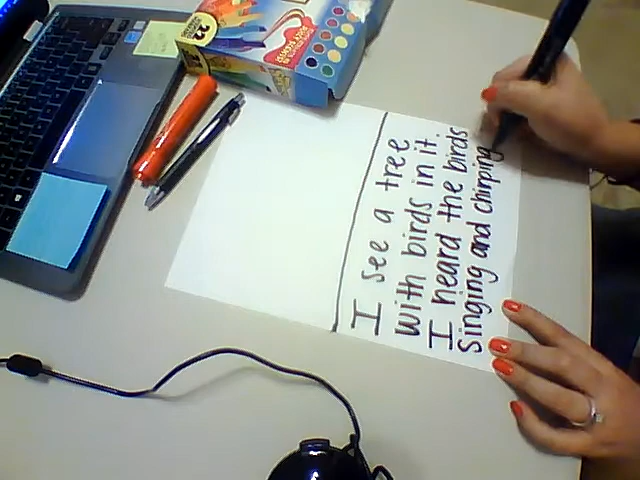 I see a tree
with birds in it.
I heard the birds
singing and chirping